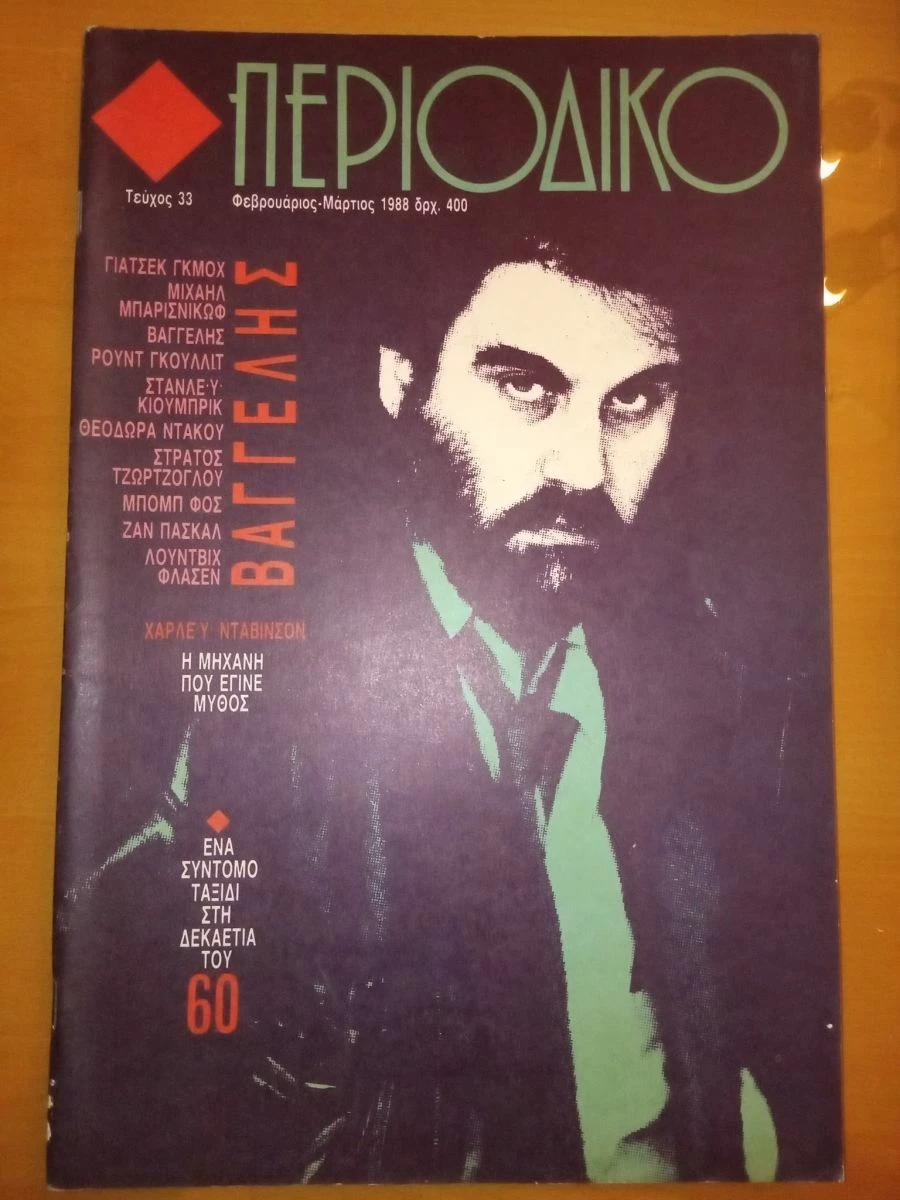 ΠΕΡΙΟΔΙΚΟ
Τεύχος 33
Φεβρουάριος-Μάρτιος 1988 δρχ. 400
ΓΙΑΤΣΕΚ ΓΚΜΟΧ
ΜΙΧΑΗΛ
ΜΠΑΡΙΣΝΙΚΩΦ
ΒΑΓΓΕΛΗΣ
ΡΟΥΝΤ ΓΚΟΥΛΛΙΤ
ΣΤΑΝΛΕ·Υ·
ΚΙΟΥΜΠΡΙΚ
ΘΕΟΔΩΡΑ ΝΤΑΚΟΥ
ΣΤΡΑΤΟΣ
ΤΖΩΡΤΖΟΓΛΟΥ
ΜΠΟΜΠ ΦΟΣ
ΖΑΝ ΠΑΣΚΑΛ
ΛΟΥΝΤΒΙΧ
ΦΛΑΣΕΝ
ΒΑΓΓΕΛΗΣ
ΧΑΡΛΕ·Υ· ΝΤΑΒΙΝΣΟΝ
Η ΜΗΧΑΝΗ
ΠΟΥ ΕΓΙΝΕ
ΜΥΘΟΣ
ΕΝΑ
ΣΥΝΤΟΜΟ
ΤΑΞΙΔΙ
ΣΤΗ
ΔΕΚΑΕΤΙΑ
ΤΟΥ
60